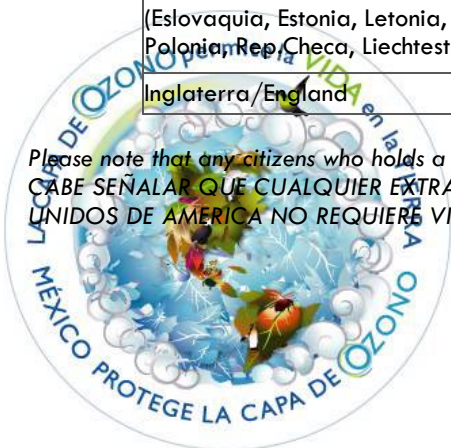 (Eslovaquia, Estonia, Letonia,
Polonia, Rep.Checa, Liechtest
Inglaterra/England
Please note that any citizens who holds a
CABE SEÑALAR QUE CUALQUIER EXTRA
UNIDOS DE AMERICA NO REQUIERE VI
LA CAPA DE OZONO permite la VIDA en la TIERRA
MÉXICO PROTEGE LA CAPA DE OZONO